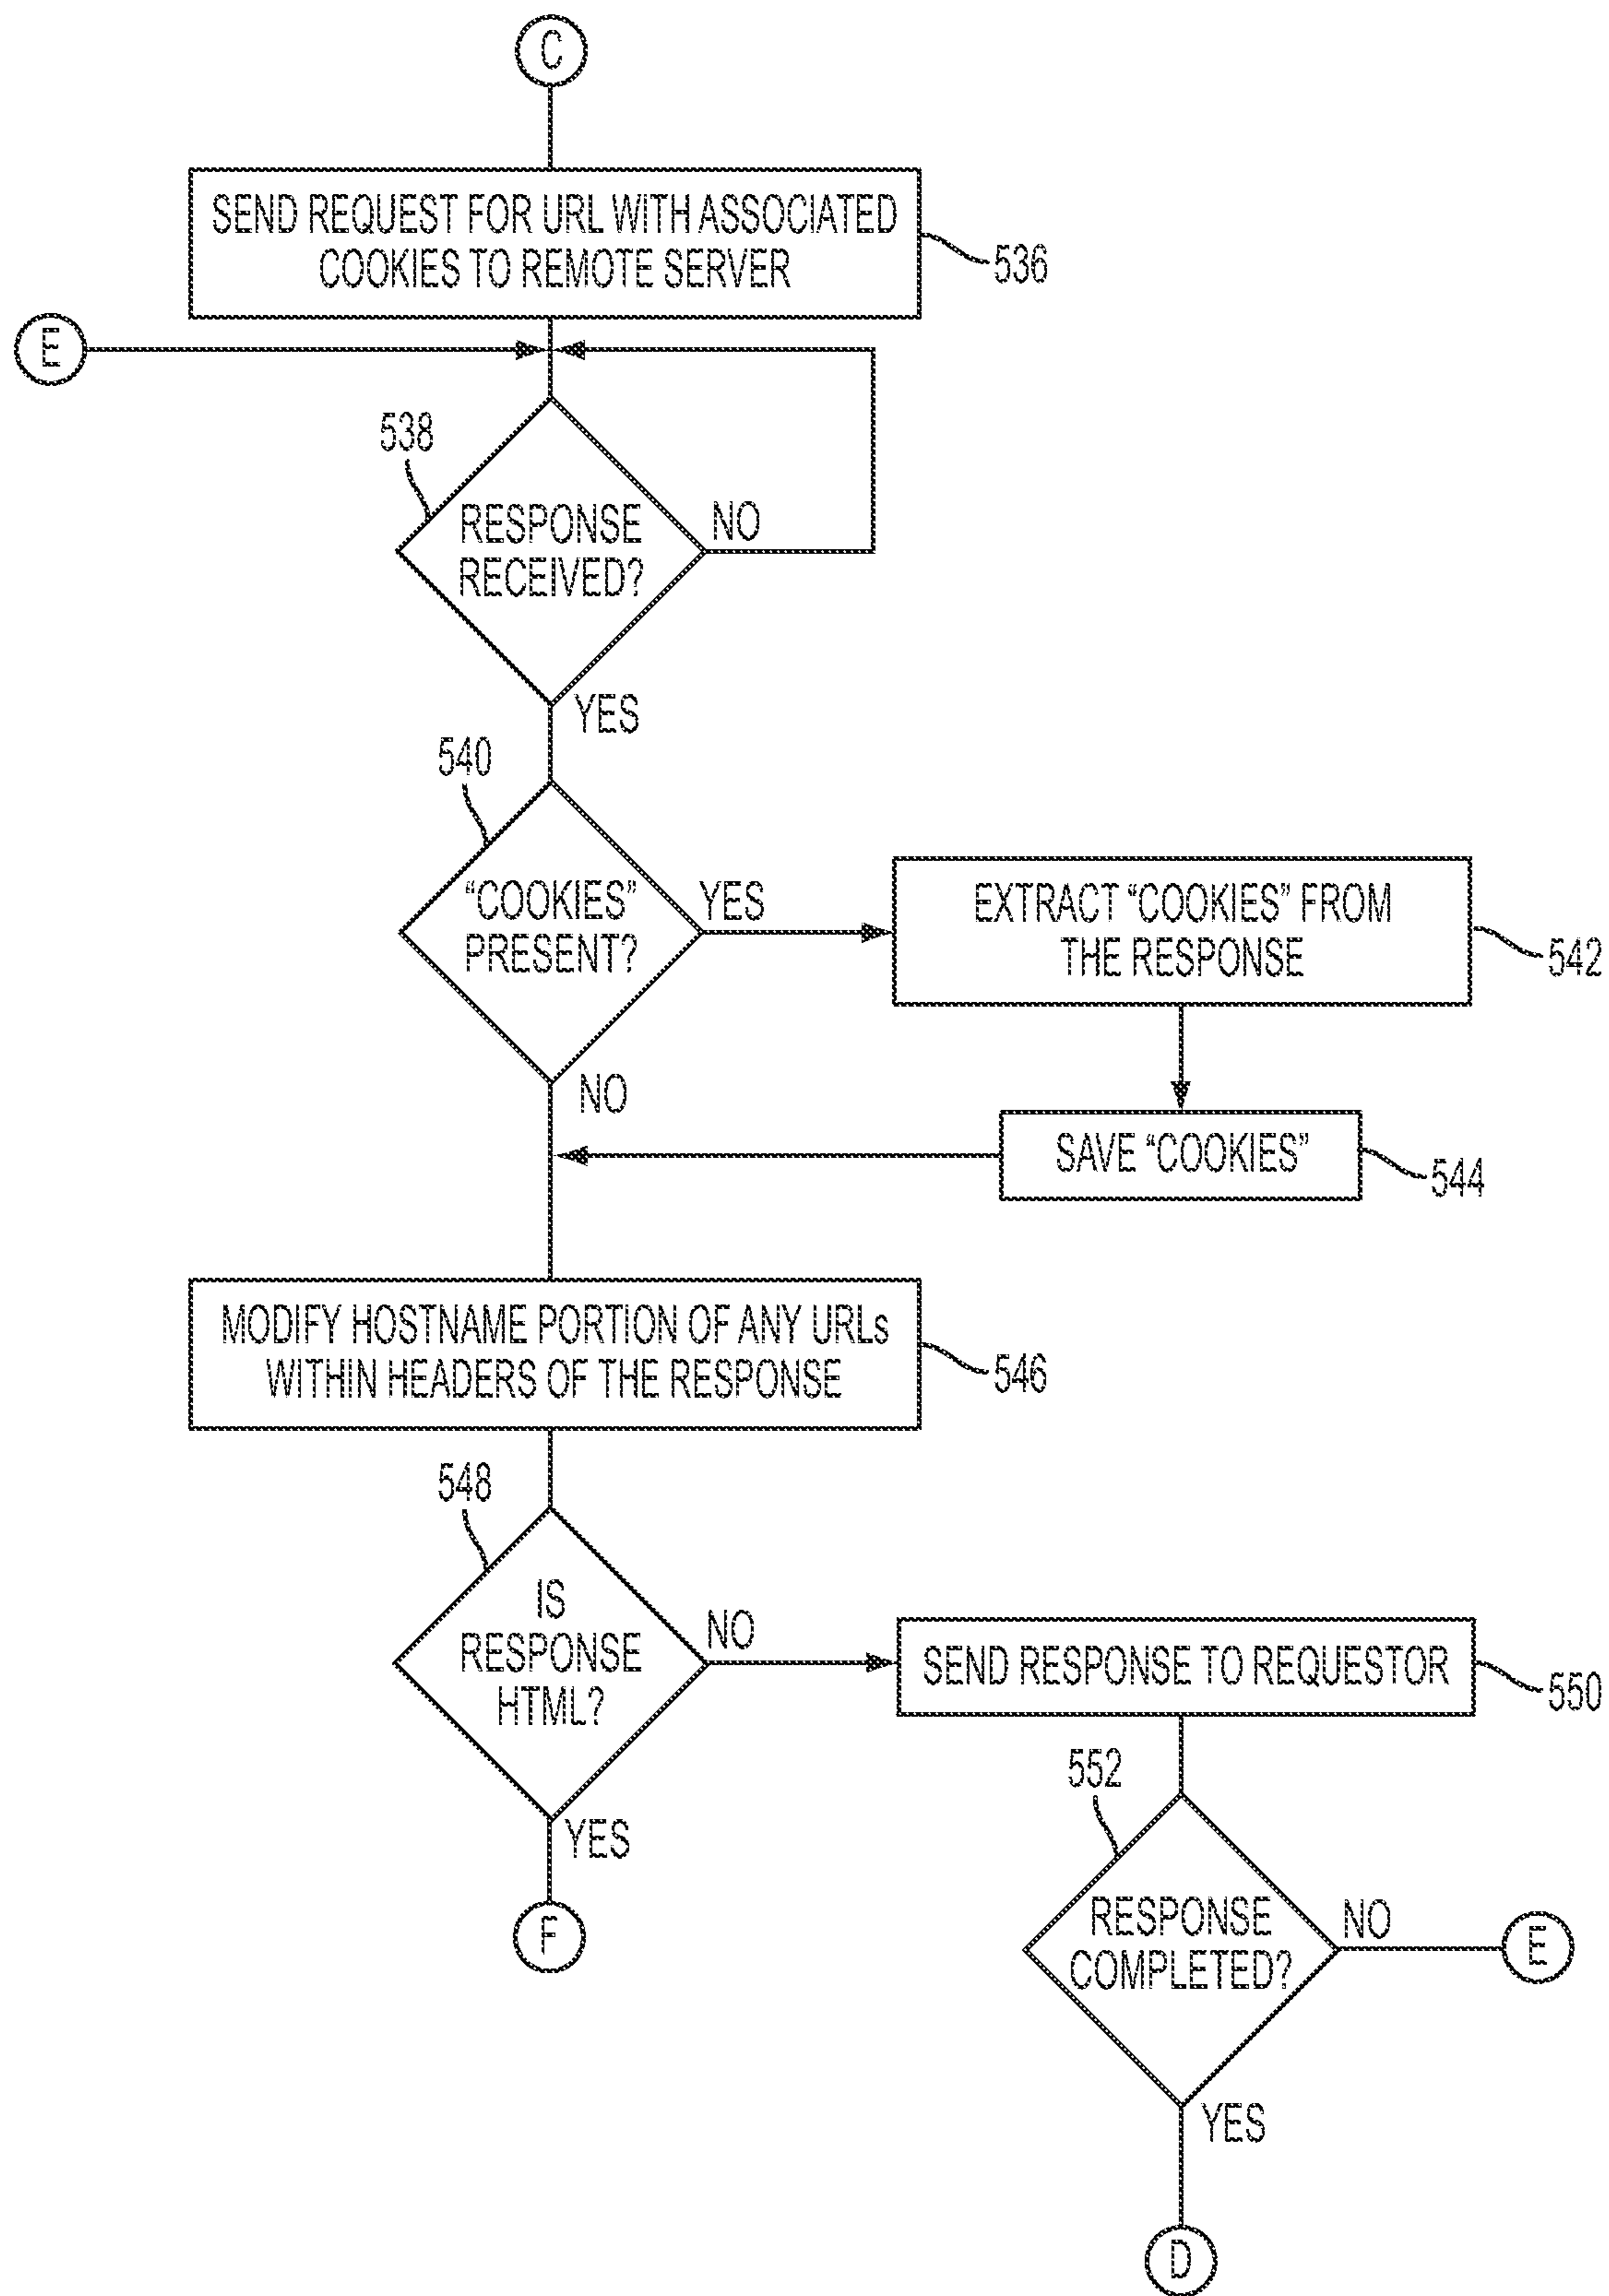 C
SEND REQUEST FOR URL WITH ASSOCIATED
COOKIES TO REMOTE SERVER
536
E
538
RESPONSE
RECEIVED?
NO
YES
540
"COOKIES"
PRESENT?
YES
EXTRACT "COOKIES" FROM
THE RESPONSE
542
NO
SAVE "COOKIES"
544
MODIFY HOSTNAME PORTION OF ANY URLs
WITHIN HEADERS OF THE RESPONSE
546
548
IS
RESPONSE
HTML?
NO
SEND RESPONSE TO REQUESTOR
550
YES
F
552
RESPONSE
COMPLETED?
NO
E
YES
D